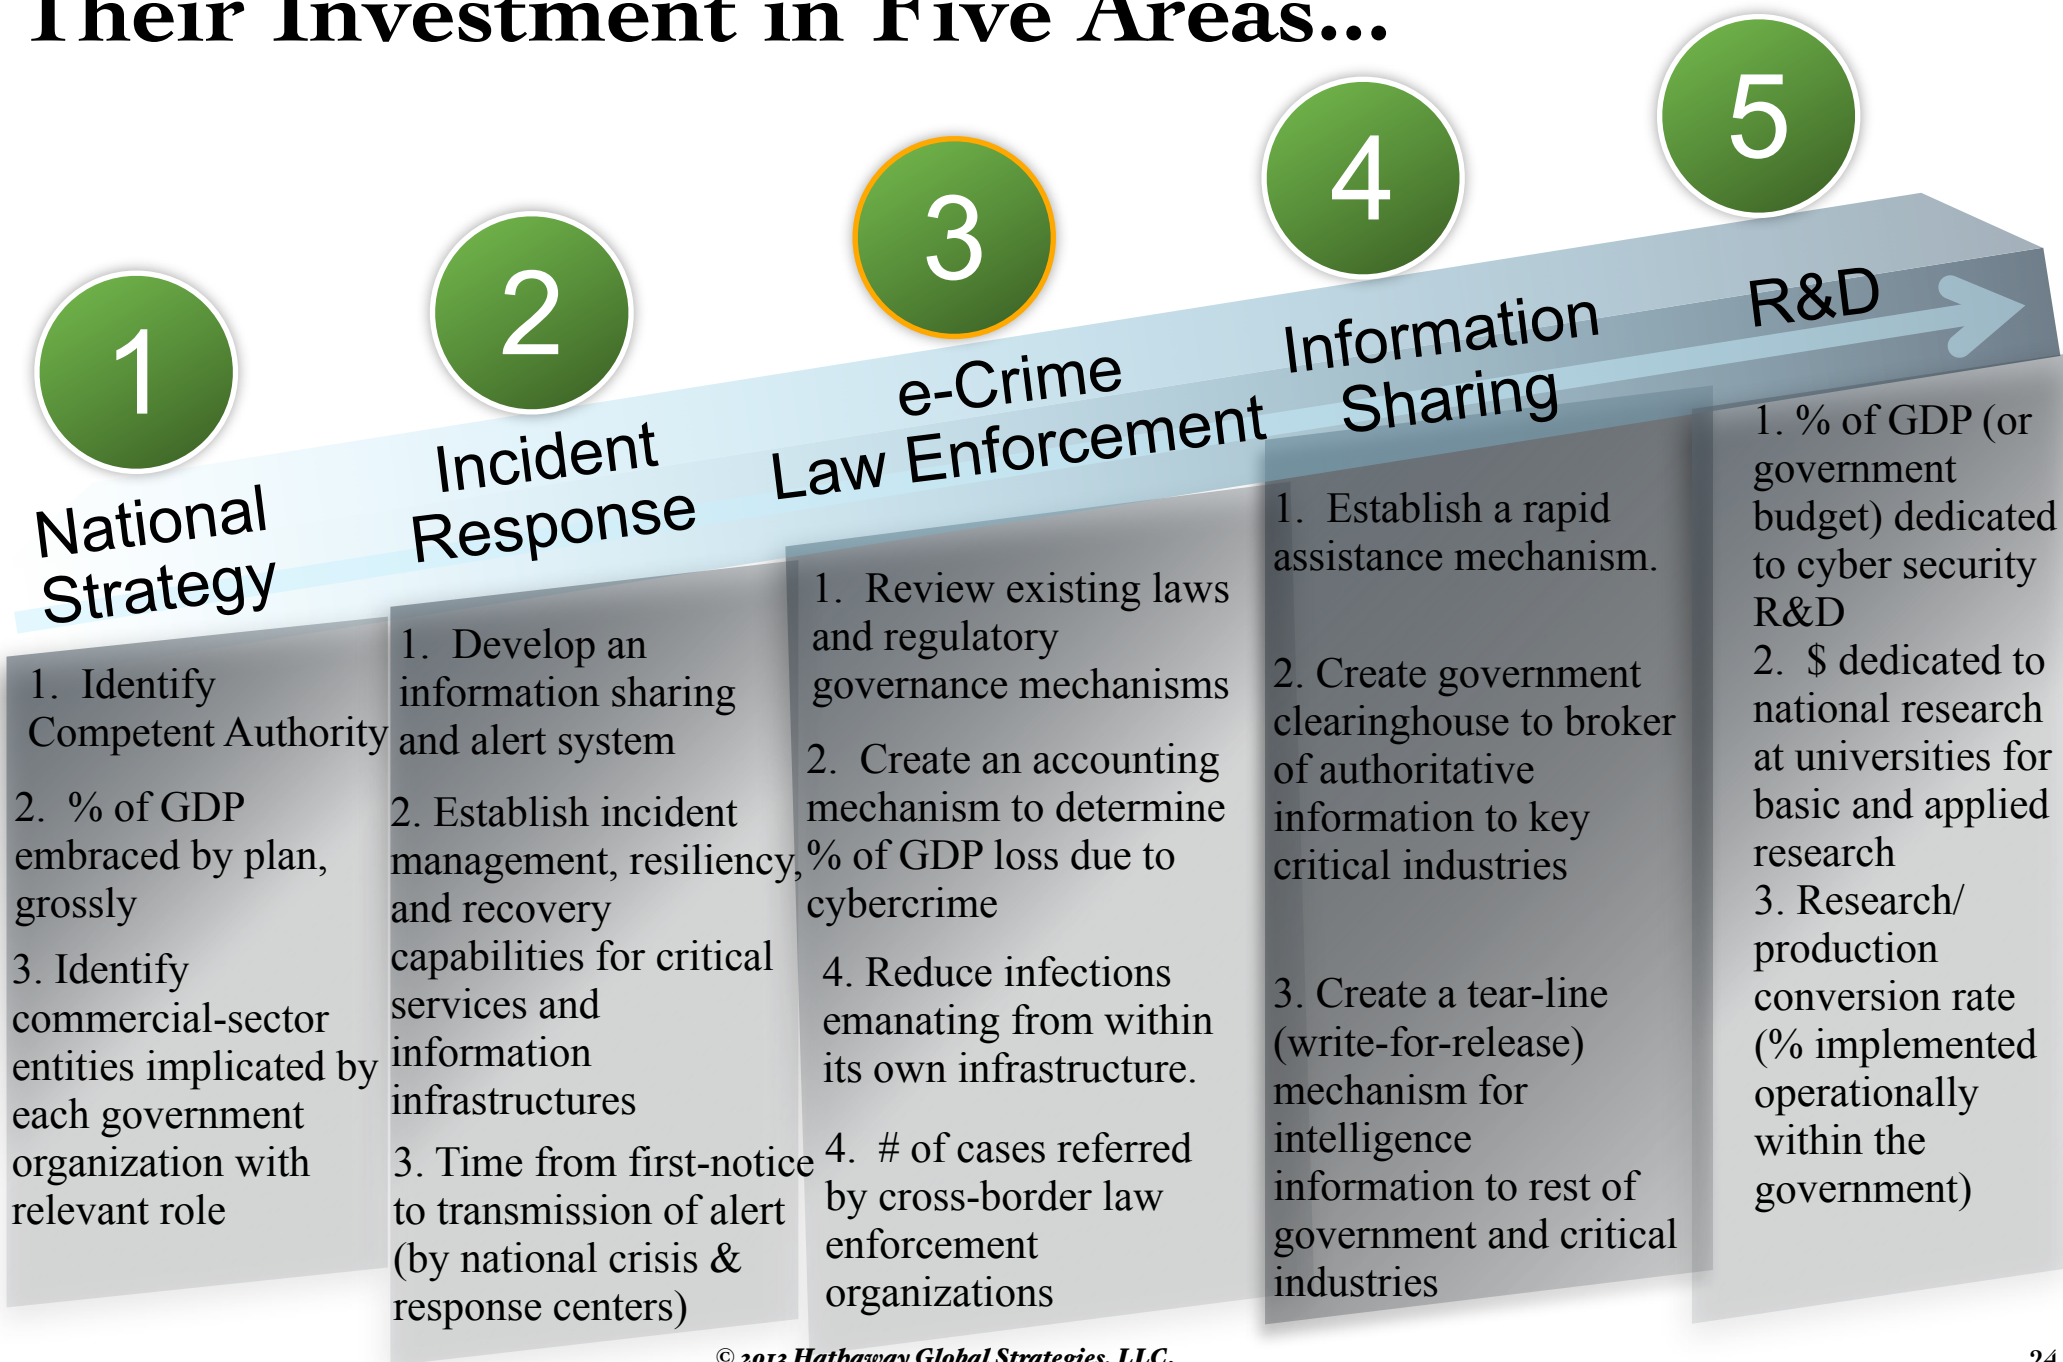 Their Investment in Five Areas...
1
National
Strategy
1. Identify
Competent Authority
2. % of GDP
embraced by plan,
grossly
3. Identify
commercial-sector
entities implicated by
each government
organization with
relevant role
2
Incident
Response
1. Develop an
information sharing
and alert system
2. Establish incident
management, resiliency,
and recovery
capabilities for critical
services and
information
infrastructures
3. Time from first-notice
to transmission of alert
(by national crisis &
response centers)
3
e-Crime
Law Enforcement
1. Review existing laws
and regulatory
governance mechanisms
2. Create an accounting
mechanism to determine
% of GDP loss due to
cybercrime
4. Reduce infections
emanating from within
its own infrastructure.
4. # of cases referred
by cross-border law
enforcement
organizations
4
Information
Sharing
1. Establish a rapid
assistance mechanism.
2. Create government
clearinghouse to broker
of authoritative
information to key
critical industries
3. Create a tear-line
(write-for-release)
mechanism for
intelligence
information to rest of
government and critical
industries
5
R&D
1. % of GDP (or
government
budget) dedicated
to cyber security
R&D
2. $ dedicated to
national research
at universities for
basic and applied
research
3. Research/
production
conversion rate
(% implemented
operationally
within the
government)
© 2013 Hathaway Global Strategies, LLC.
24